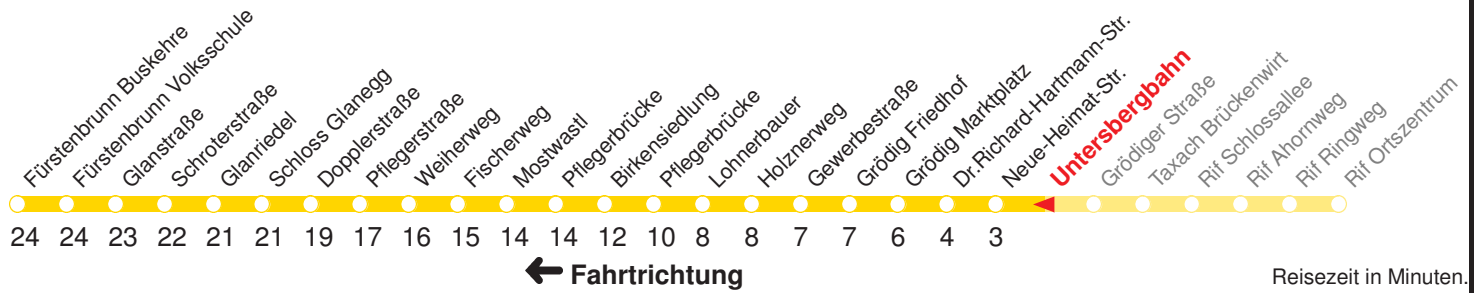 Fürstenbrunn Buskehre
Fürstenbrunn Volksschule
Glanstraße
Schroterstraße
Glanriedel
Schloss Glanegg
Dopplerstraße
Pflegerstraße
Weiherweg
Fischerweg
Mostwastl
Pflegerbrücke
Birkensiedlung
Pflegerbrücke
Lohnerbauer
Holznerweg
Gewerbestraße
Grödig Friedhof
Grödig Marktplatz
Dr.Richard-Hartmann-Str.
Neue-Heimat-Str.
Untersbergbahn
Grödiger Straße
Taxach Brückenwirt
Rif Schlossallee
Rif Ahornweg
Rif Ringweg
Rif Ortszentrum
24 24 23 22 21 21 19 17 16 15 14 14 12 10 8 8 7 7 6 4 3
Fahrtrichtung
Reisezeit in Minuten.